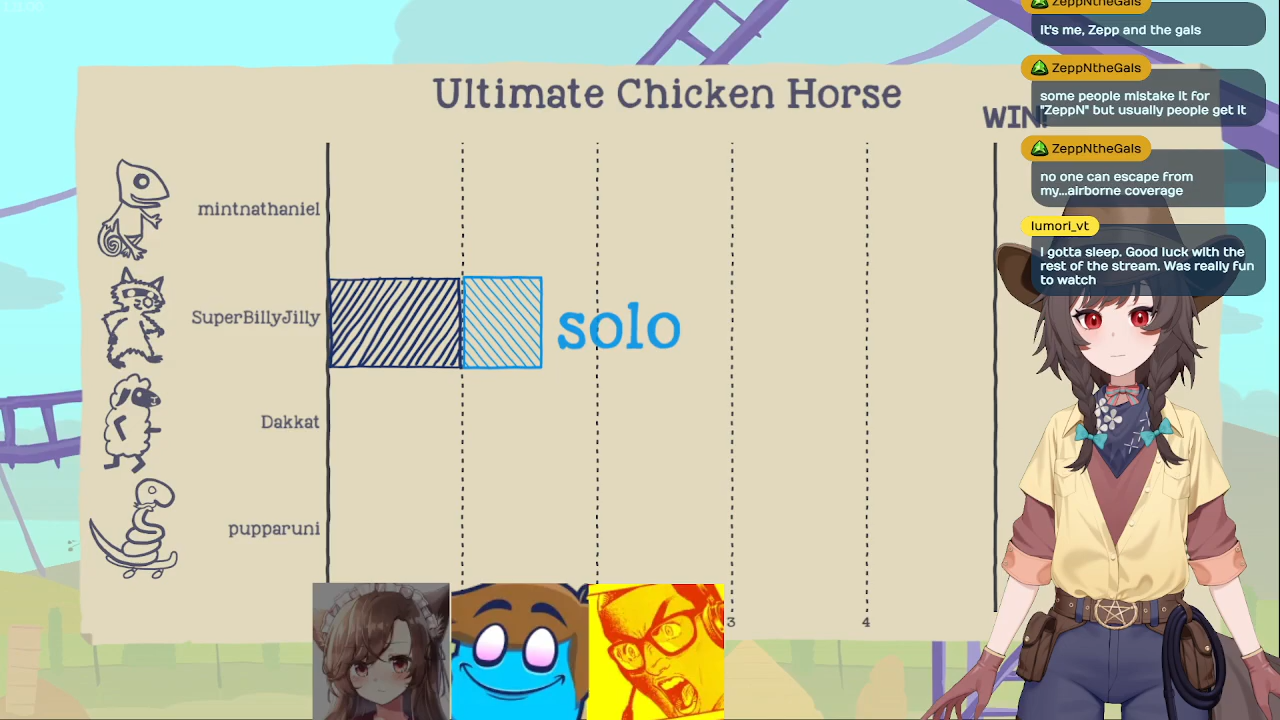 Ultimate Chicken Horse
WIN!
mintnathaniel
SuperBillyJilly
solo
Dakkat
pupparuni
3
4
ZeppNtheGals
It's me, Zepp and the gals
ZeppNtheGals
some people mistake it for
"ZeppN" but usually people get it
ZeppNtheGals
no one can escape from
my...airborne coverage
lumori_vt
I gotta sleep. Good luck with the
rest of the stream. Was really fun
to watch